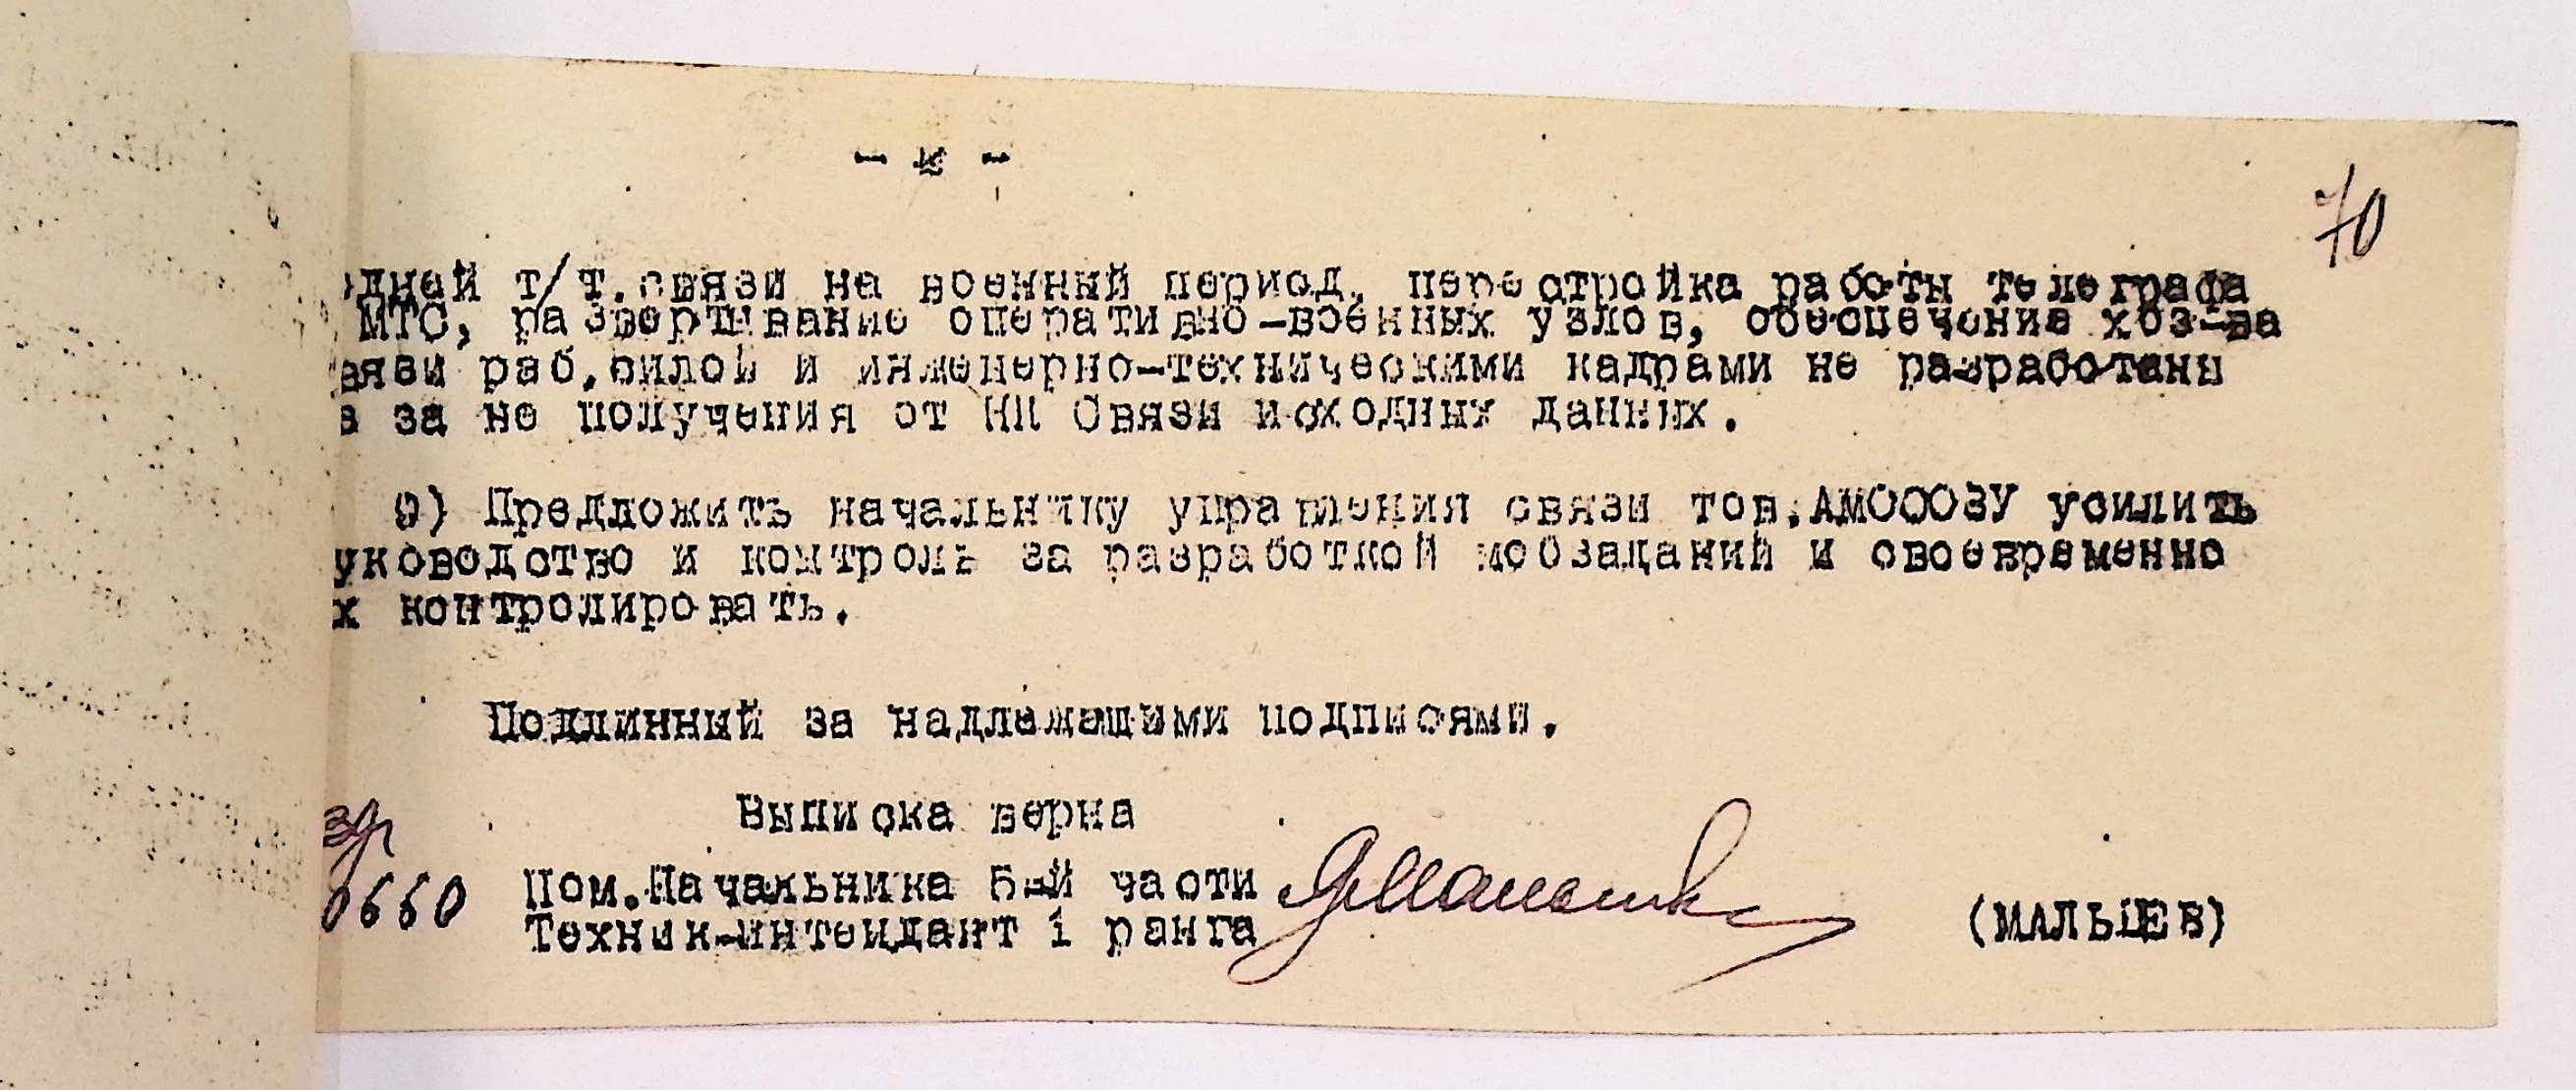 70
дней т/т.связи на военный период, перестройка работы телеграфа
МТС, развертывание оперативно-военных узлов, обеспечение хоз-ва
вязи раб.силой и инженерно-техническими кадрами не разработаны
за не получения от НК Связи исходных данных.
9) Предложить начальнику управления связи тов.АМОСОВУ усилить
уководство и контроль за разработкой мобзаданий и своевременно
х контролировать.
Подлинный за надлежащими подписями.
Выписка верна
Пом.Начальника 5-й части
Техник-интендант 1 ранга
(МАЛЬЦЕВ)